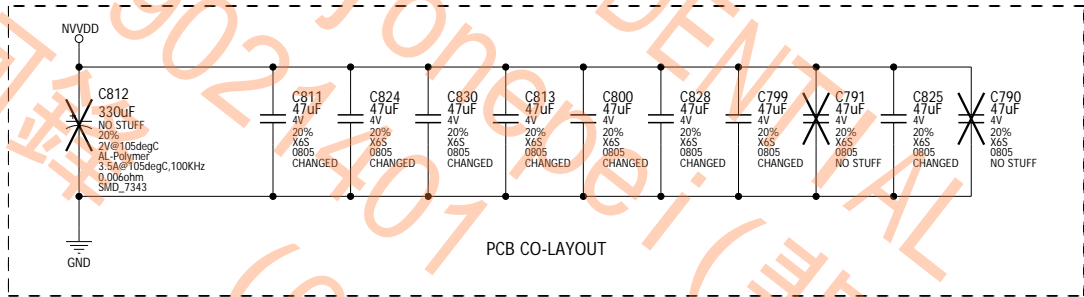 NVVDD
C812
330uF
NO STUFF
20%
2V@105degC
AL-Polymer
3.5A@105degC,100KHz
0.006ohm
SMD_7343
GND
C811
47uF
4V
20%
X6S
0805
CHANGED
C824
47uF
4V
20%
X6S
0805
CHANGED
C830
47uF
4V
20%
X6S
0805
CHANGED
C813
47uF
4V
20%
X6S
0805
CHANGED
C800
47uF
4V
20%
X6S
0805
CHANGED
C828
47uF
4V
20%
X6S
0805
CHANGED
C799
47uF
4V
20%
X6S
0805
CHANGED
C791
47uF
4V
20%
X6S
0805
NO STUFF
C825
47uF
4V
20%
X6S
0805
CHANGED
C790
47uF
4V
20%
X6S
0805
NO STUFF
PCB CO-LAYOUT
DENTIAL
jonepei(
9021401